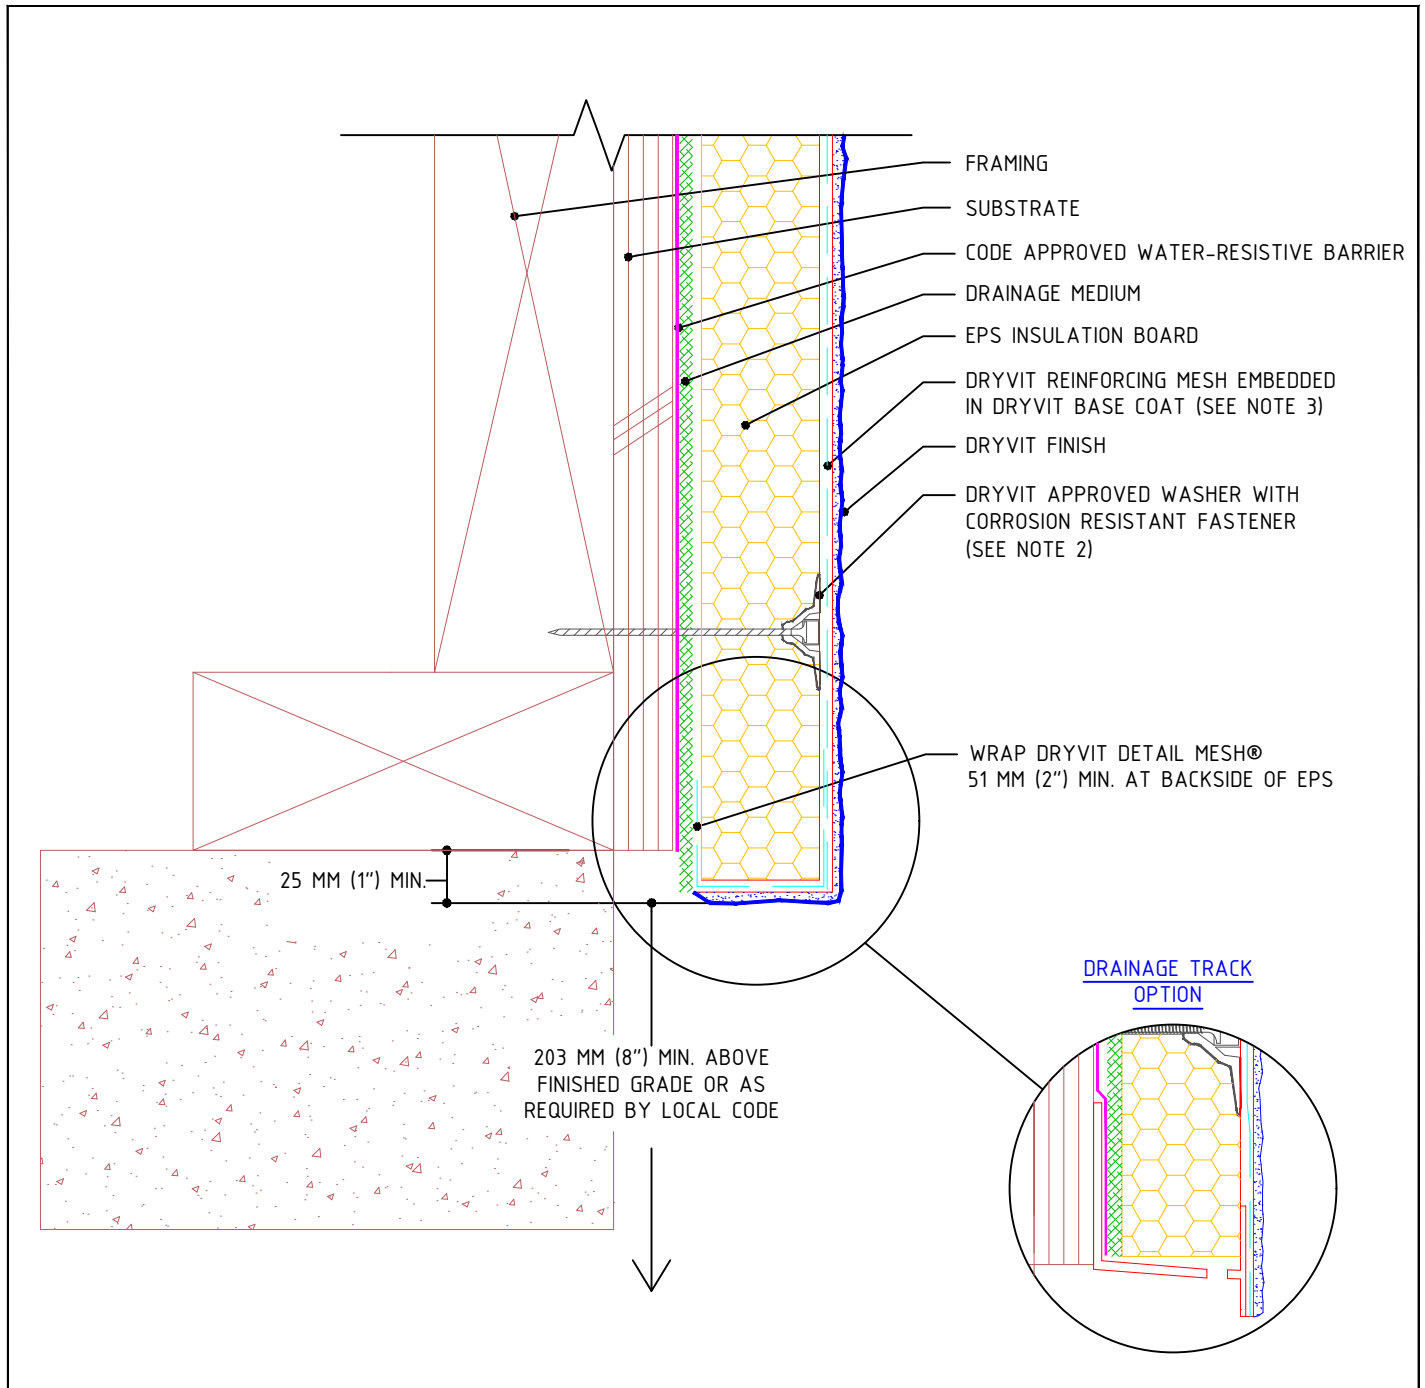 FRAMING
SUBSTRATE
CODE APPROVED WATER-RESISTIVE BARRIER
DRAINAGE MEDIUM
EPS INSULATION BOARD
DRYVIT REINFORCING MESH EMBEDDED
IN DRYVIT BASE COAT (SEE NOTE 3)
DRYVIT FINISH
DRYVIT APPROVED WASHER WITH
CORROSION RESISTANT FASTENER
(SEE NOTE 2)
WRAP DRYVIT DETAIL MESH®
51 MM (2") MIN. AT BACKSIDE OF EPS
25 MM (1") MIN.
DRAINAGE TRACK
OPTION
203 MM (8") MIN. ABOVE
FINISHED GRADE OR AS
REQUIRED BY LOCAL CODE